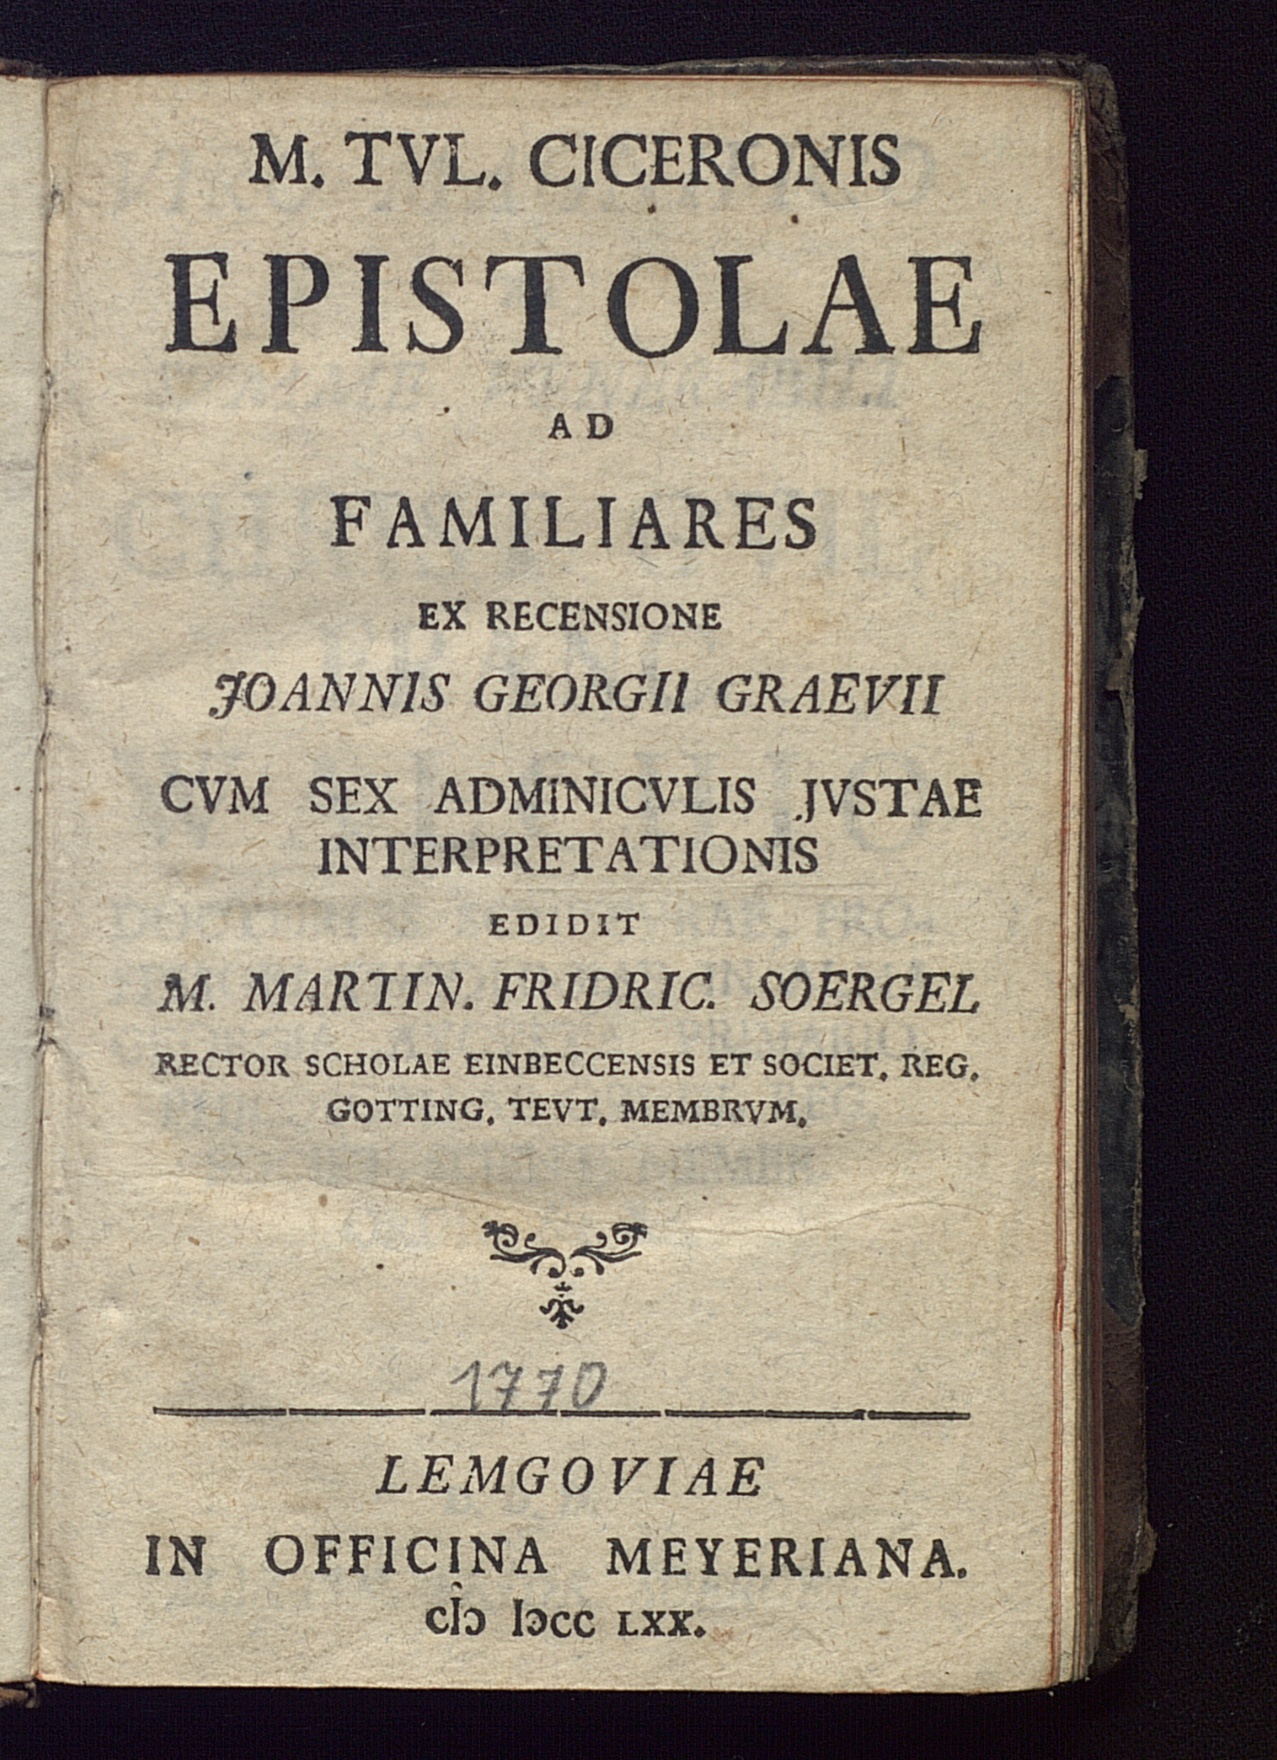 M. TVL. CICERONIS
EPISTOLAE
AD
FAMILIARES
EX RECENSIONE
JOANNIS GEORGII GRAEVII
CVM SEX ADMINICVLIS JVSTAE
INTERPRETATIONIS
EDIDIT
M. MARTIN. FRIDRIC. SOERGEL
RECTOR SCHOLAE EINBECCENSIS ET SOCIET. REG.
GOTTING. TEVT. MEMBRVM.
1770
LEMGOVIAE
IN OFFICINA MEYERIANA.
cIↄ Iↄcc LXX.